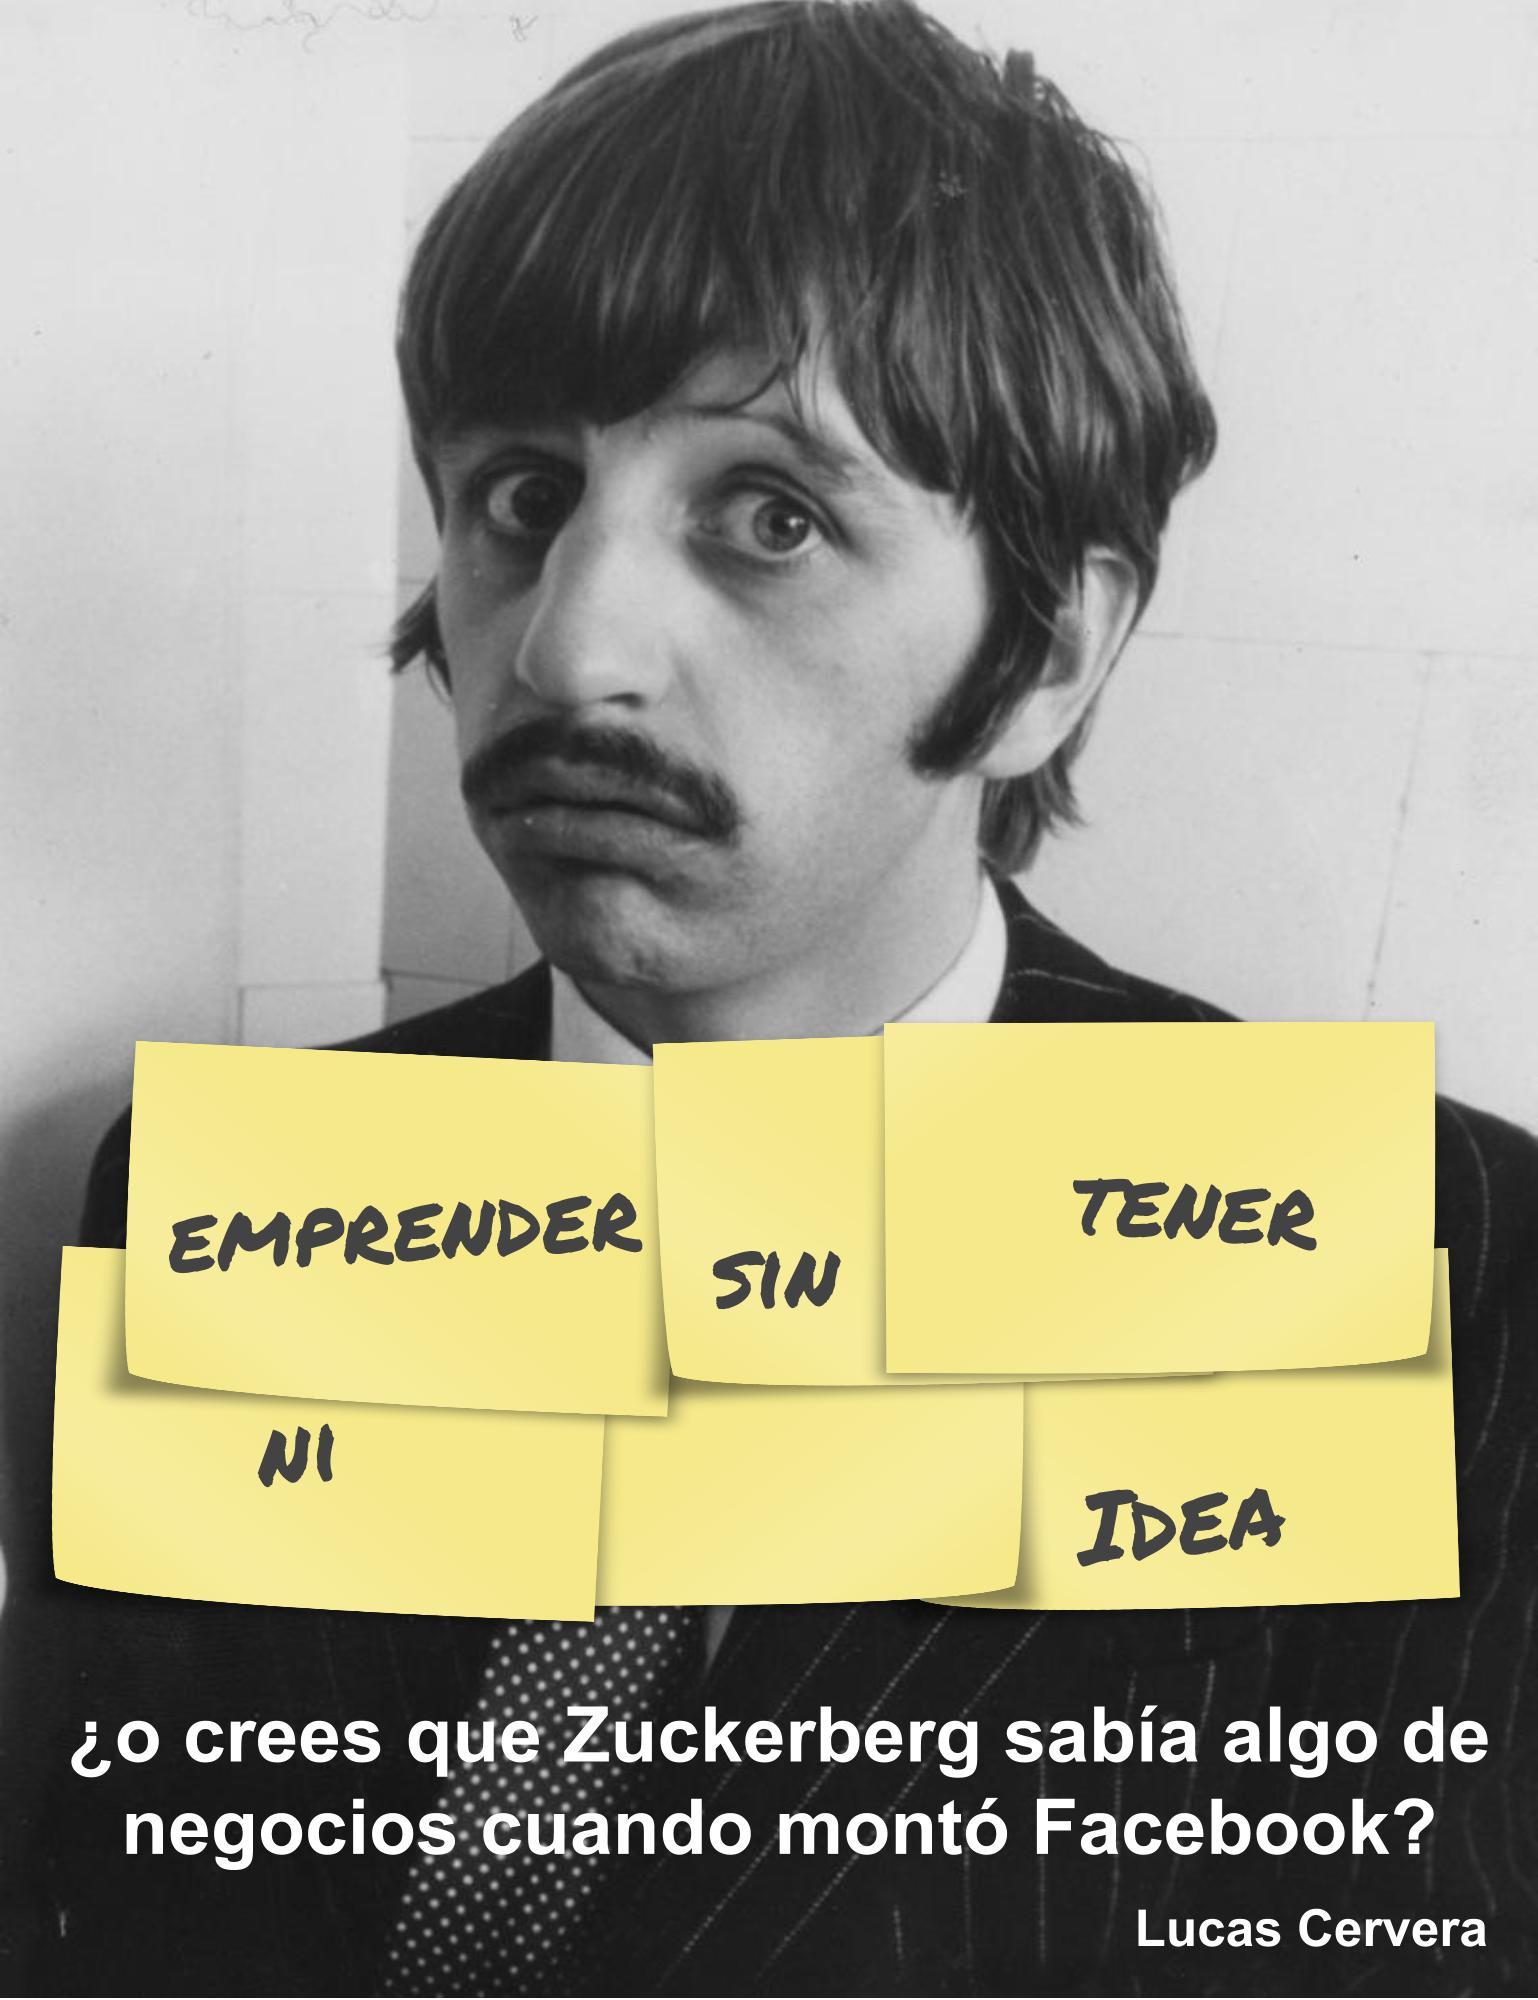 EMPRENDER SIN TENER
NI IDEA
¿o crees que Zuckerberg sabía algo de
negocios cuando montó Facebook?
Lucas Cervera